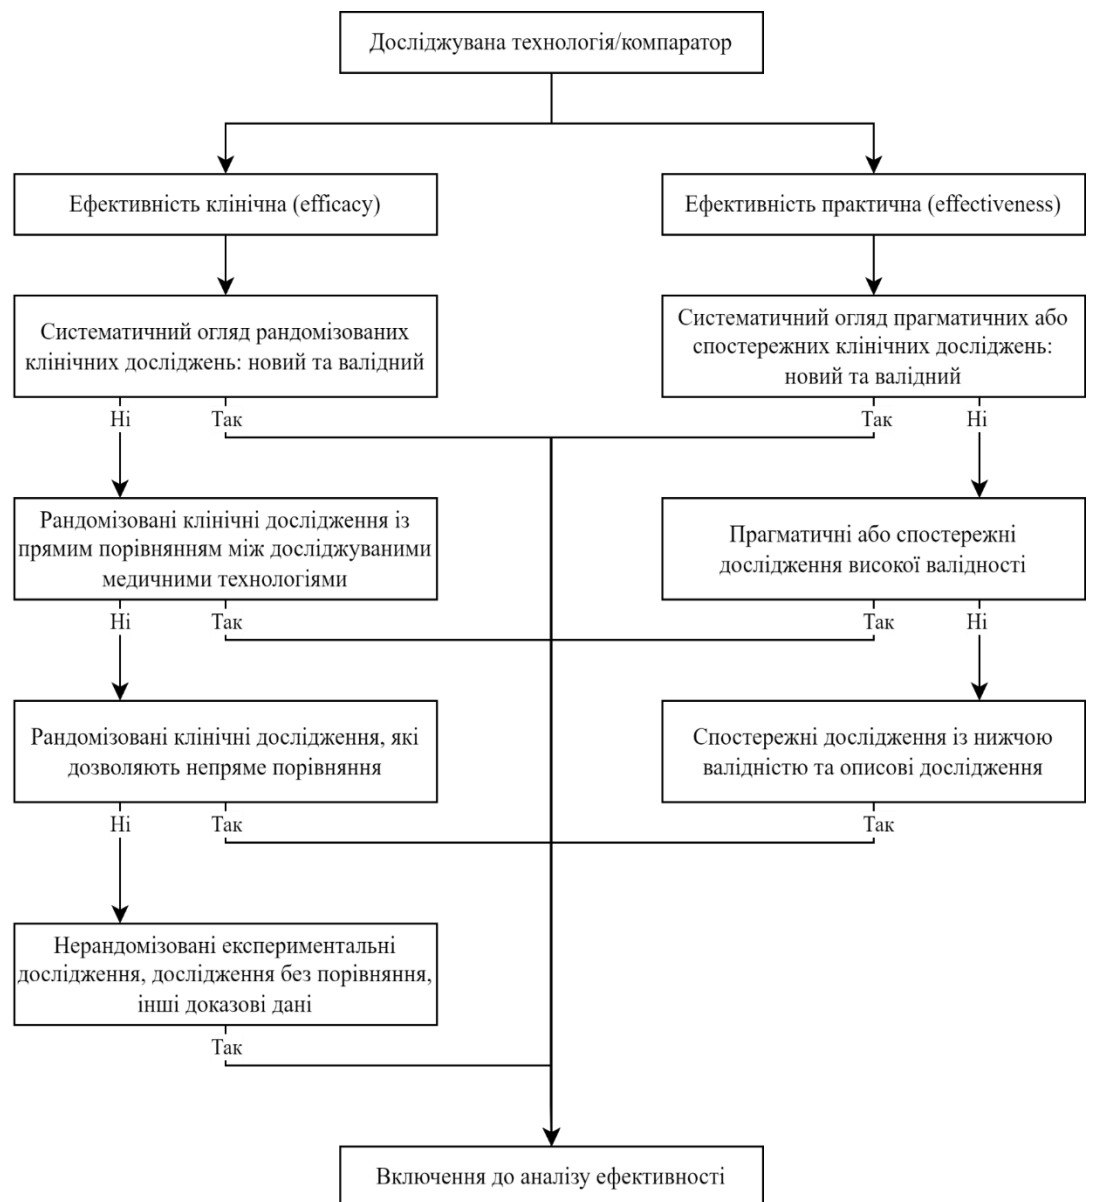 Досліджувана технологія/компаратор
Ефективність клінічна (efficacy)
Ефективність практична (effectiveness)
Систематичний огляд рандомізованих
клінічних досліджень: новий та валідний
Систематичний огляд прагматичних або
спостережних клінічних досліджень:
новий та валідний
Ні
Так
Так
Ні
Рандомізовані клінічні дослідження із
прямим порівнянням між досліджуваними
медичними технологіями
Прагматичні або спостережні
дослідження високої валідності
Ні
Так
Так
Ні
Рандомізовані клінічні дослідження, які
дозволяють непряме порівняння
Спостережні дослідження із нижчою
валідністю та описові дослідження
Ні
Так
Так
Нерандомізовані експериментальні
дослідження, дослідження без порівняння,
інші доказові дані
Так
Включення до аналізу ефективності